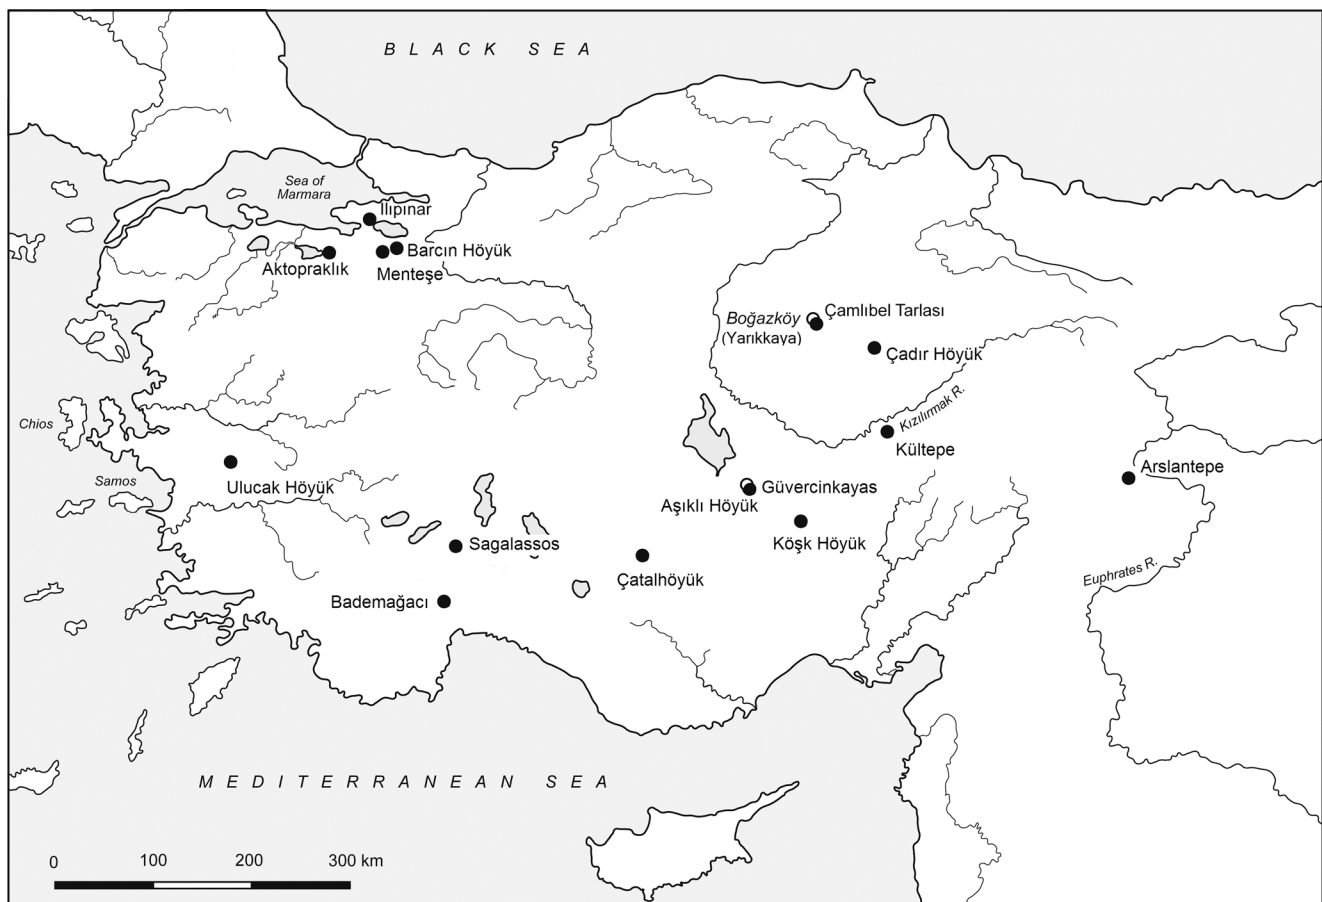 BLACK SEA
Sea of
Marmara
Ilıpınar
Barcın Höyük
Aktopraklık
Menteşe
Boğazköy
(Yarıkkaya)
Çamlıbel Tarlası
Çadır Höyük
Chios
Kızılırmak R.
Kültepe
Samos
Ulucak Höyük
Arslantepe
Güvercinkayas
Aşıklı Höyük
Köşk Höyük
Sagalassos
Çatalhöyük
Euphrates R.
Bademağacı
MEDITERRANEAN SEA
0 100 200 300 km